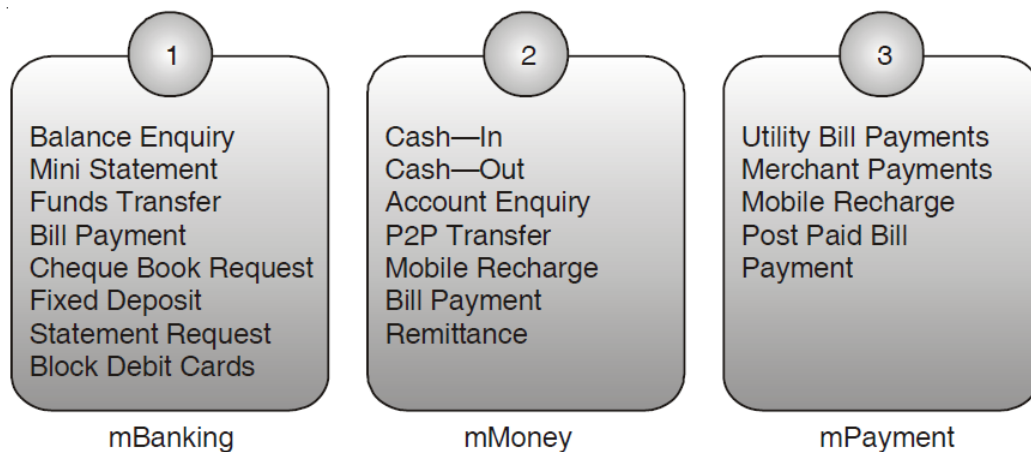 1
Balance Enquiry
Mini Statement
Funds Transfer
Bill Payment
Cheque Book Request
Fixed Deposit
Statement Request
Block Debit Cards
mBanking
2
Cash—In
Cash—Out
Account Enquiry
P2P Transfer
Mobile Recharge
Bill Payment
Remittance
mMoney
3
Utility Bill Payments
Merchant Payments
Mobile Recharge
Post Paid Bill
Payment
mPayment